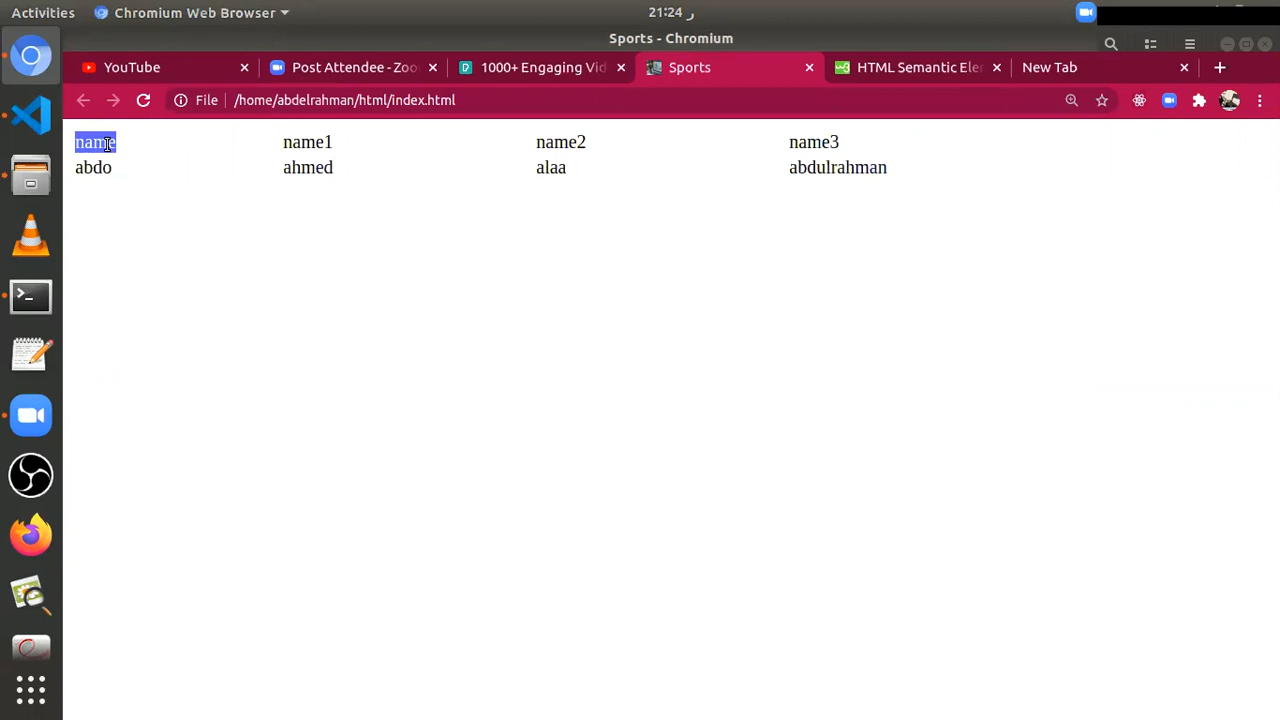 Activities Chromium Web Browser 21:24 ر
Sports - Chromium
YouTube Post Attendee - Zoo 1000+ Engaging Vid Sports HTML Semantic Eler New Tab
File /home/abdelrahman/html/index.html
name name1 name2 name3
abdo ahmed alaa abdulrahman